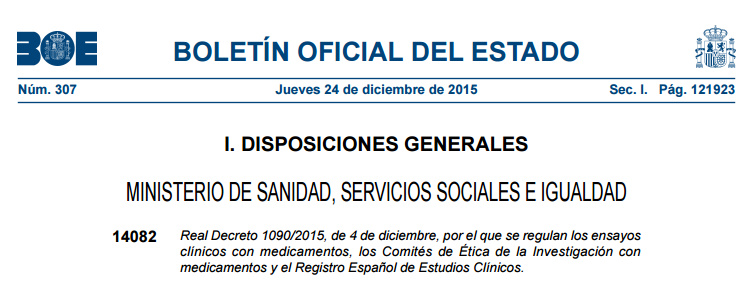 BOE
BOLETÍN OFICIAL DEL ESTADO
Núm. 307
Jueves 24 de diciembre de 2015
Sec. I. Pág. 121923
I. DISPOSICIONES GENERALES
MINISTERIO DE SANIDAD, SERVICIOS SOCIALES E IGUALDAD
14082 Real Decreto 1090/2015, de 4 de diciembre, por el que se regulan los ensayos
clínicos con medicamentos, los Comités de Ética de la Investigación con
medicamentos y el Registro Español de Estudios Clínicos.